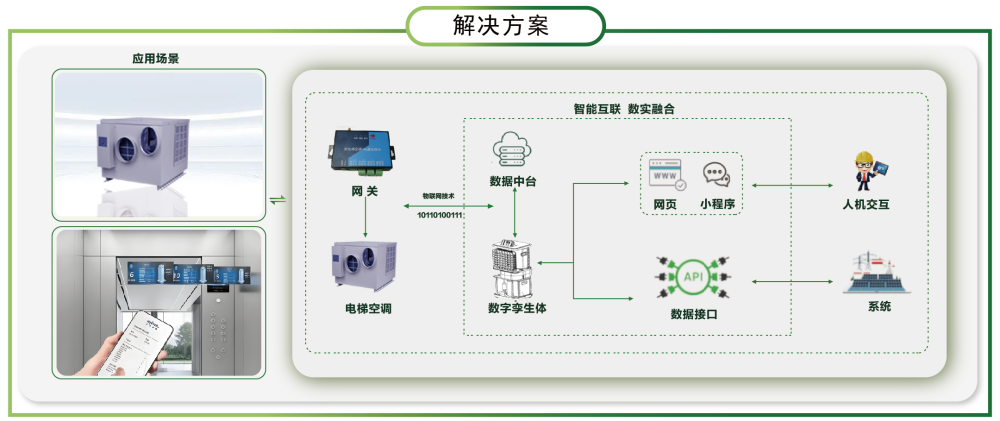 解决方案
应用场景
智能互联 数实融合
网关
数据中台
物联网技术
10110100111
WWW
网页
小程序
人机交互
电梯空调
数字孪生体
API
数据接口
系统